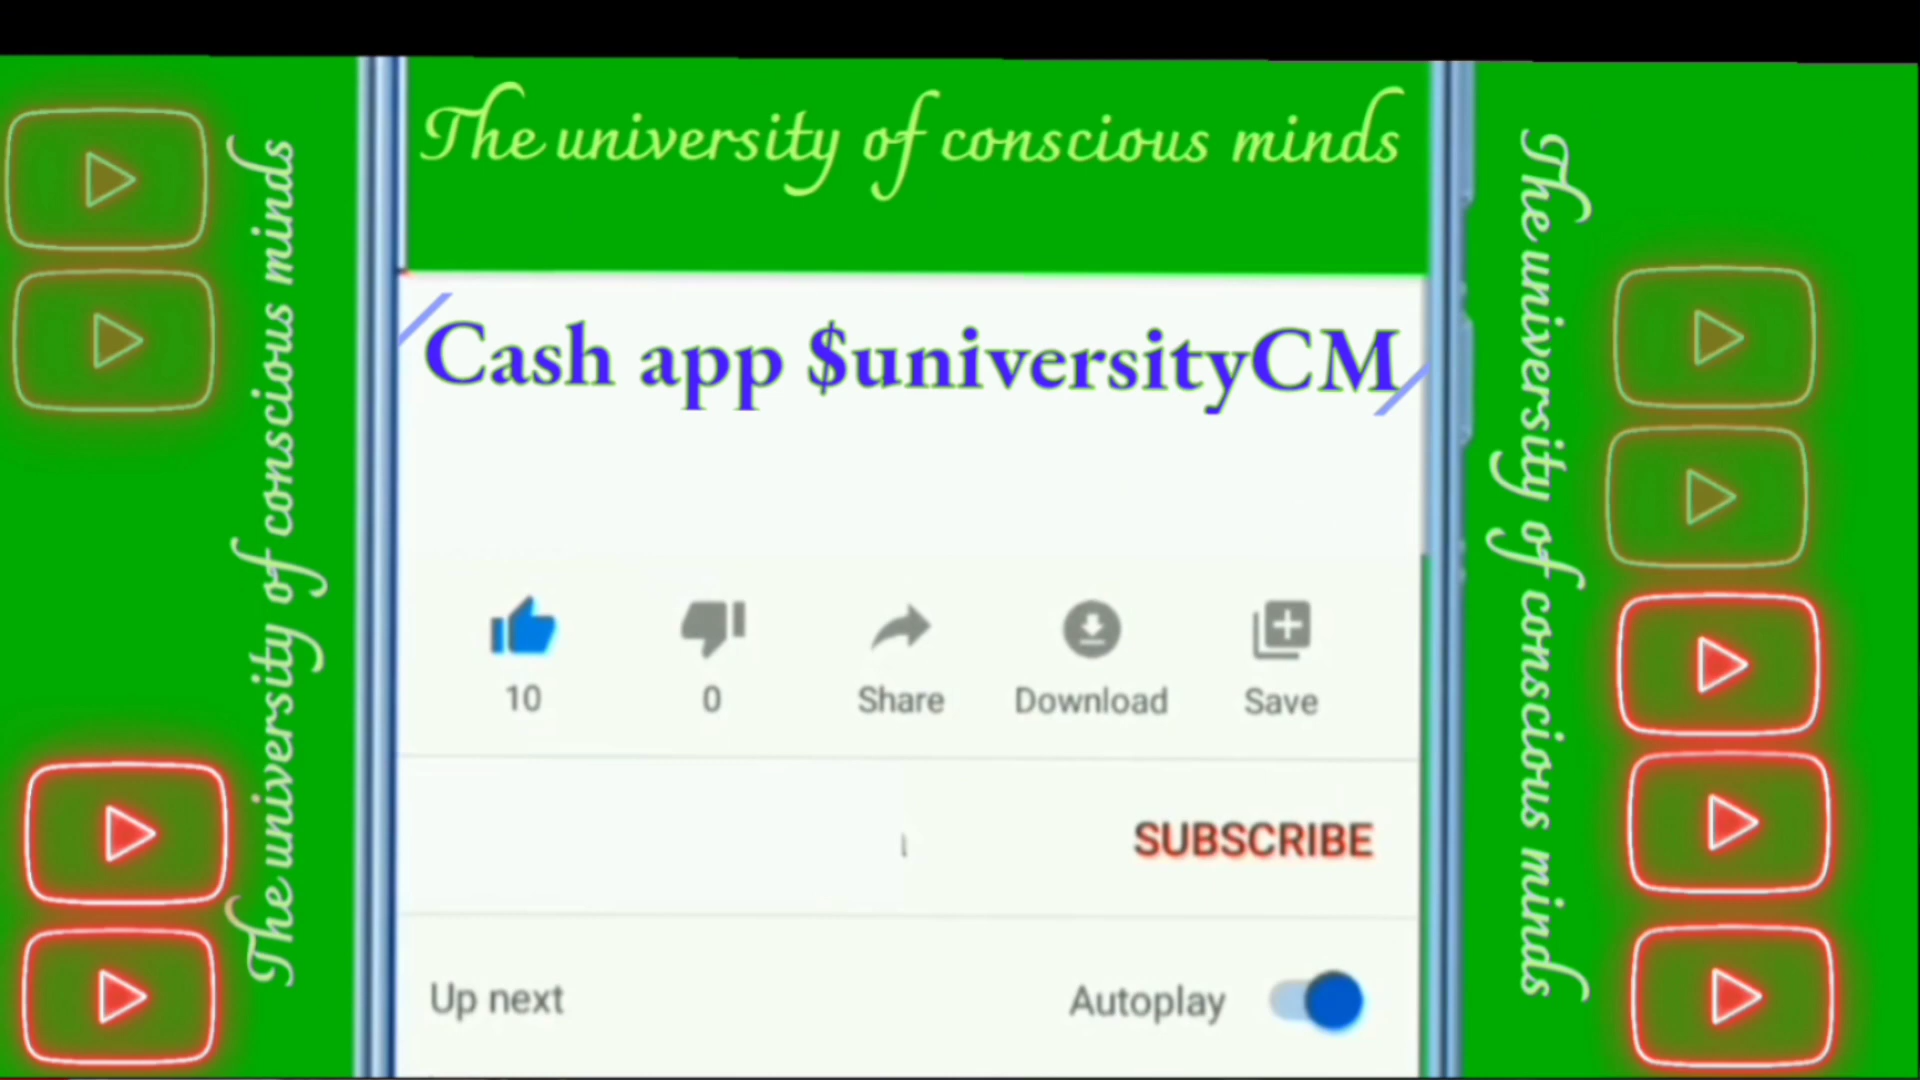 The university of conscious minds
The university of conscious minds
Cash app $universityCM
10
0
Share
Download
Save
SUBSCRIBE
Up next
Autoplay
The university of conscious minds